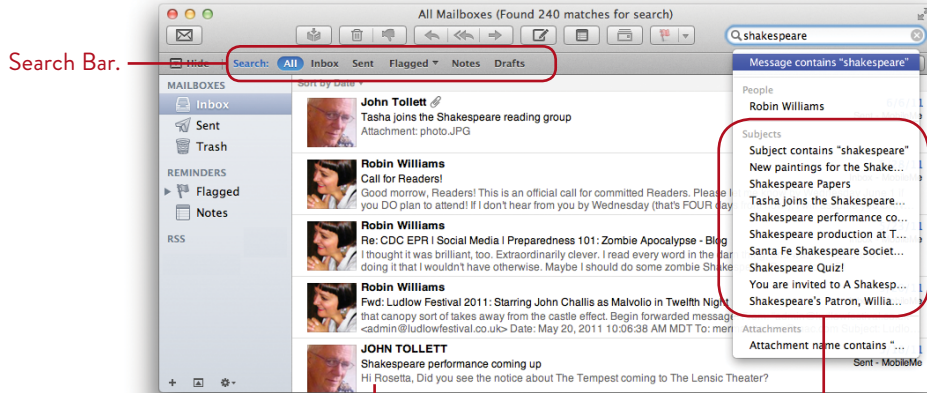 All Mailboxes (Found 240 matches for search)
shakespeare
Search Bar.
Hide Search: All Inbox Sent Flagged Notes Drafts
Message contains "shakespeare"
MAILBOXES
Inbox
Sent
Trash
REMINDERS
Flagged
Notes
RSS
Sort by Date
John Tollett
Tasha joins the Shakespeare reading group
Attachment: photo.JPG
Robin Williams
Call for Readers!
Good morrow, Readers! This is an official call for committed Readers. Please
you DO plan to attend! If I don't hear from you by Wednesday (that's FOUR day
Robin Williams
Re: CDC EPR | Social Media | Preparedness 101: Zombie Apocalypse - Blog
I thought it was brilliant, too. Extraordinarily clever. I read every word in the
doing it that I wouldn't have otherwise. Maybe I should do some zombie Shake
Robin Williams
Fwd: Ludlow Festival 2011: Starring John Challis as Malvolio in Twelfth Night
that canopy sort of takes away from the castle effect. Begin forwarded message
<admin@ludlowfestival.co.uk> Date: May 20, 2011 10:06:38 AM MDT To:
JOHN TOLLETT
Shakespeare performance coming up
Sent - MobileMe
Hi Rosetta, Did you see the notice about The Tempest coming to The Lensic Theater?
People
Robin Williams
Subjects
Subject contains "shakespeare"
New paintings for the Shake...
Shakespeare Papers
Tasha joins the Shakespeare...
Shakespeare performance co...
Shakespeare production at T...
Santa Fe Shakespeare Societ...
Shakespeare Quiz!
You are invited to A Shakesp...
Shakespeare's Patron, Willia...
Attachments
Attachment name contains "...